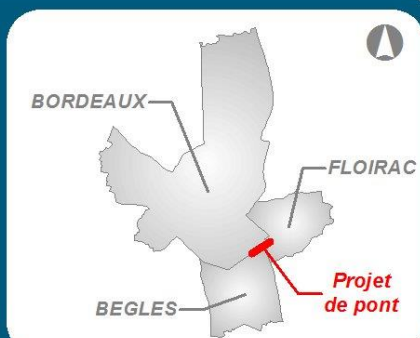 BORDEAUX
FLOIRAC
BEGLES
Projet
de pont